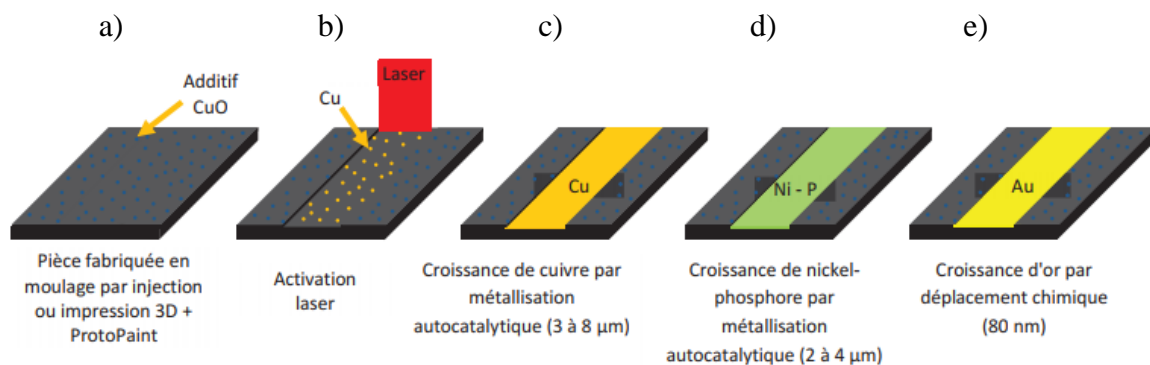 a)
b)
c)
d)
e)
Additif
CuO
Cu
Laser
Cu
Ni - P
Au
Pièce fabriquée en
moulage par injection
ou impression 3D +
ProtoPaint
Activation
laser
Croissance de cuivre par
métallisation
autocatalytique (3 à 8 µm)
Croissance de nickel-
phosphore par
métallisation
autocatalytique (2 à 4 µm)
Croissance d'or par
déplacement chimique
(80 nm)